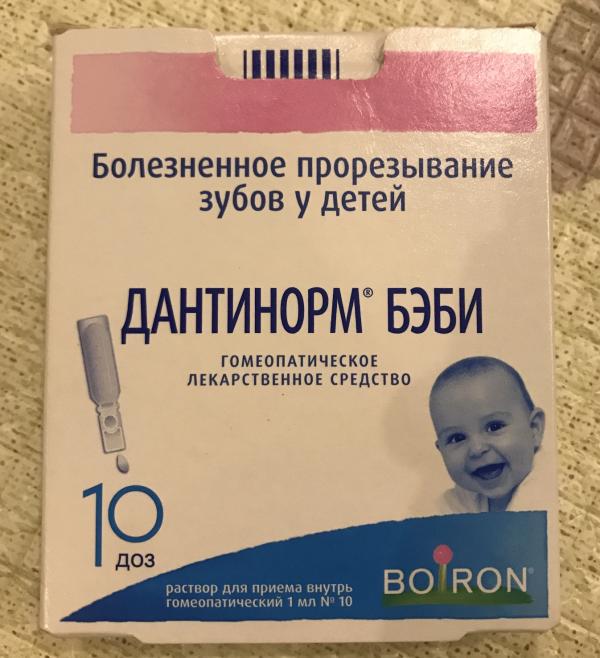 Болезненное прорезывание
зубов у детей
ДАНТИНОРМ® БЭБИ
ГОМЕОПАТИЧЕСКОЕ
ЛЕКАРСТВЕННОЕ СРЕДСТВО
10
ДОЗ
раствор для приема внутрь
гомеопатический 1 мл № 10
BOIRON®